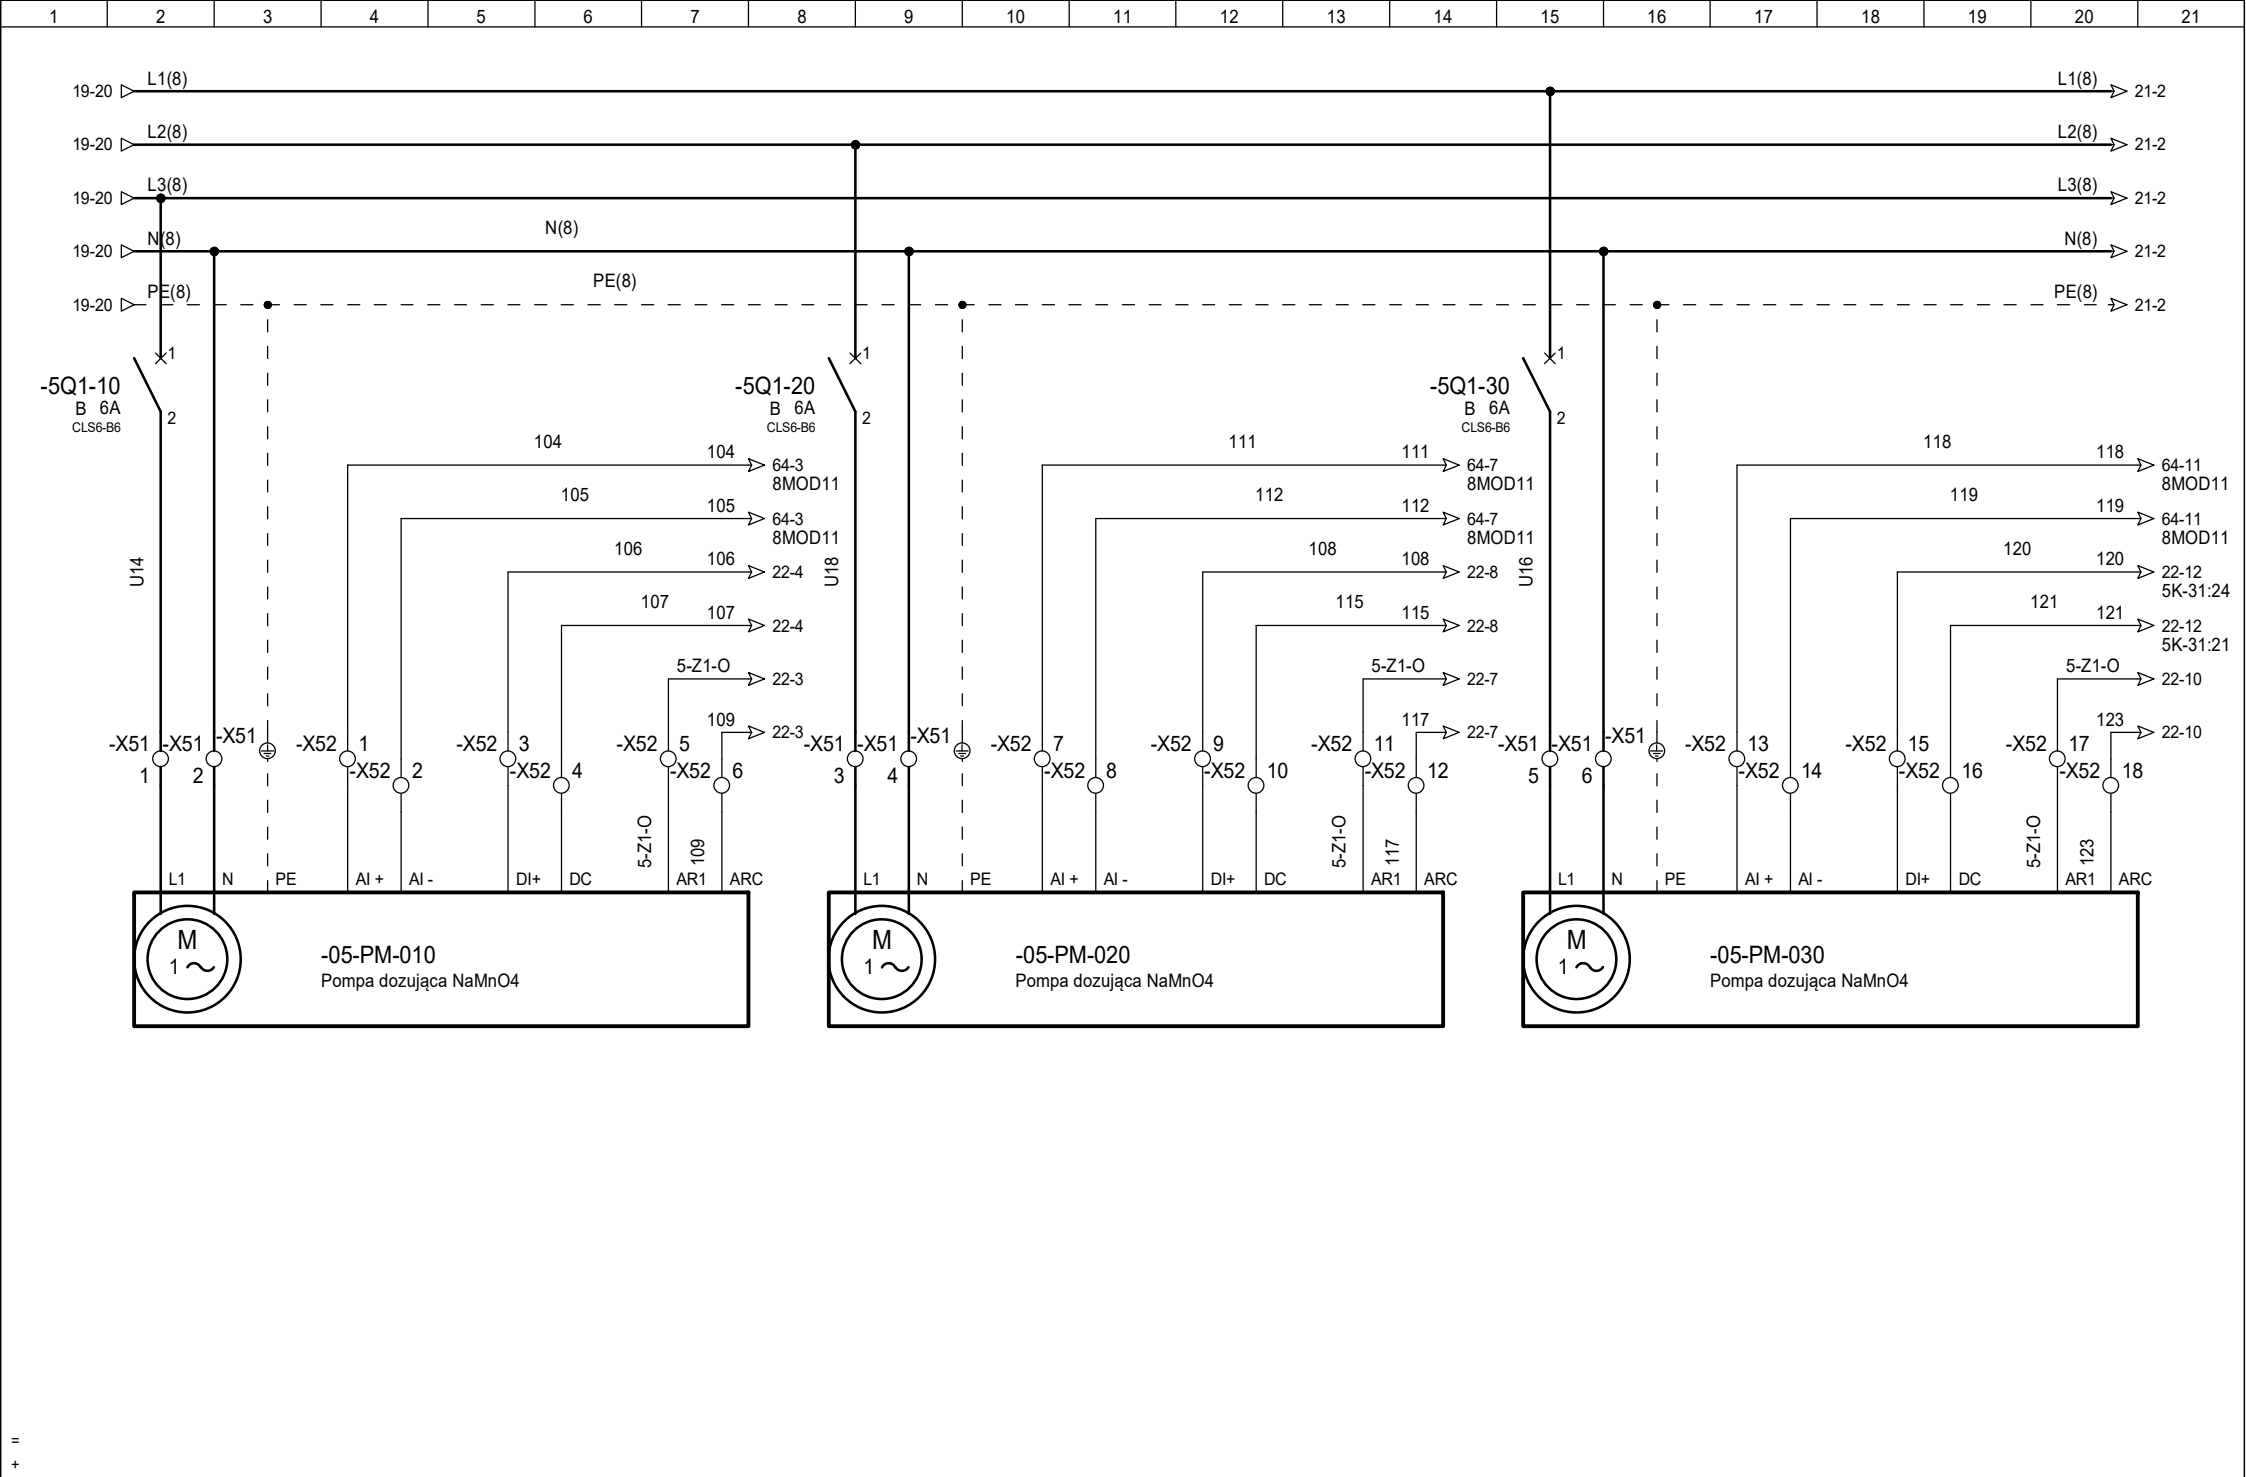 1 2 3 4 5 6 7 8 9 10 11 12 13 14 15 16 17 18 19 20 21
L1(8) L1(8)
19-20 21-2
L2(8) L2(8)
19-20 21-2
L3(8) L3(8)
19-20 21-2
N(8) N(8) N(8)
19-20 21-2
PE(8) PE(8) PE(8)
19-20 21-2
1 1 1
-5Q1-10 -5Q1-20 -5Q1-30
B 6A B 6A B 6A
CLS6-B6 CLS6-B6 CLS6-B6
2 2 2
104 111 118
104 64-3 111 64-7 118 64-11
8MOD11 8MOD11 8MOD11
105 112 119
105 64-3 112 64-7 119 64-11
8MOD11 8MOD11 8MOD11
U14 U18 U16
106 108 120
106 22-4 108 22-8 120 22-12
5K-31:24
107 115 121
107 22-4 115 22-8 121 22-12
5K-31:21
5-Z1-O 22-3 5-Z1-O 22-7 5-Z1-O 22-10
109 22-3 117 22-7 123 22-10
-X51 -X51 -X51 -X52 1 -X52 3 -X52 5 -X51 -X51 -X51 -X52 7 -X52 9 -X52 11 -X51 -X51 -X51 -X52 13 -X52 15 -X52 17
1 2 -X52 2 -X52 4 -X52 6 3 4 -X52 8 -X52 10 -X52 12 5 6 -X52 14 -X52 16 -X52 18
5-Z1-O 109 5-Z1-O 117 5-Z1-O 123
L1 N PE AI + AI - DI+ DC AR1 ARC L1 N PE AI + AI - DI+ DC AR1 ARC L1 N PE AI + AI - DI+ DC AR1 ARC
M M M
1 1 1
-05-PM-010 -05-PM-020 -05-PM-030
Pompa dozująca NaMnO4 Pompa dozująca NaMnO4 Pompa dozująca NaMnO4
=
+